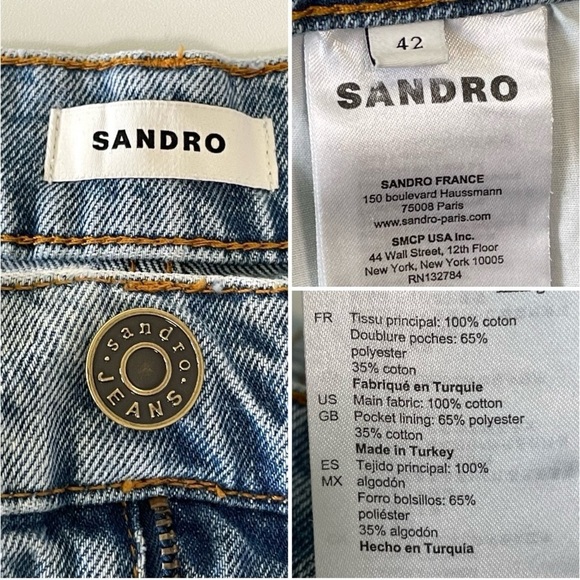 SANDRO
42
SANDRO
SANDRO FRANCE
150 boulevard Haussmann
75008 Paris
www.sandro-paris.com
SMCP USA Inc.
44 Wall Street, 12th Floor
New York, New York 10005
RN132784
sandro
JEANS
FR Tissu principal: 100% coton
Doublure poches: 65%
polyester
35% coton
Fabriqué en Turquie
US Main fabric: 100% cotton
GB Pocket lining: 65% polyester
35% cotton
Made in Turkey
ES Tejido principal: 100%
MX algodón
Forro bolsillos: 65%
poliéster
35% algodón
Hecho en Turquía